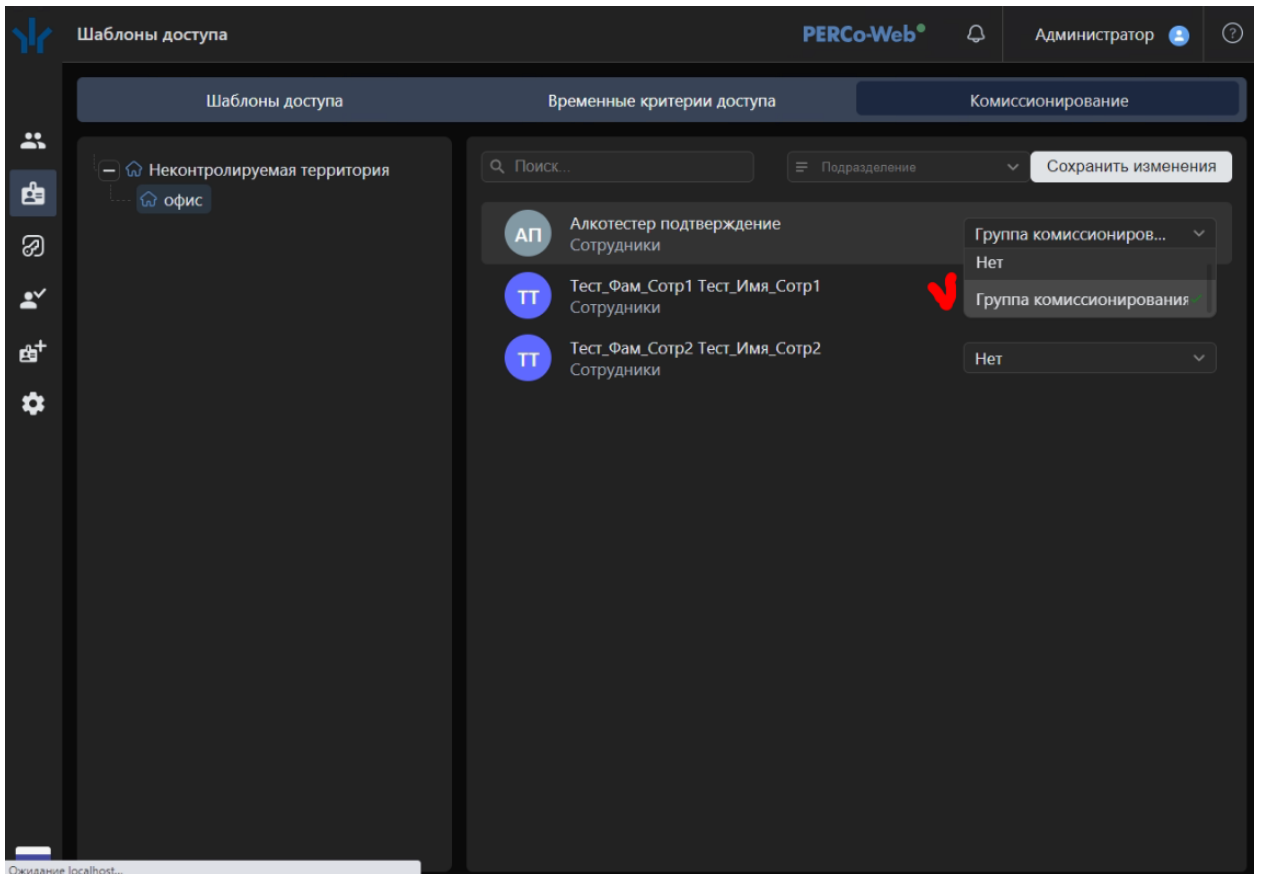 Шаблоны доступа
PERCo-Web
Администратор
?
Шаблоны доступа
Временные критерии доступа
Комиссионирование
Неконтролируемая территория
офис
Поиск...
Подразделение
Сохранить изменения
АП
Алкотестер подтверждение
Сотрудники
Группа комиссиониров...
Нет
Группа комиссионирования
ТТ
Тест_Фам_Сотр1 Тест_Имя_Сотр1
Сотрудники
ТТ
Тест_Фам_Сотр2 Тест_Имя_Сотр2
Сотрудники
Нет
Ожидание localhost...